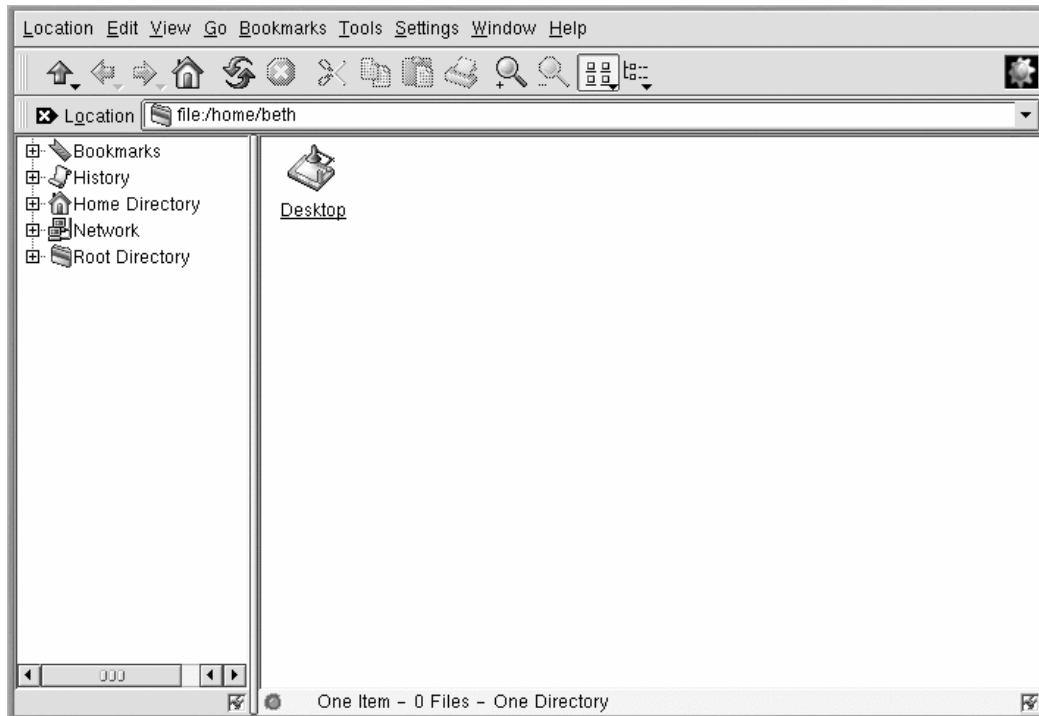 Location Edit View Go Bookmarks Tools Settings Window Help
Location file:/home/beth
Bookmarks
History
Home Directory
Network
Root Directory
Desktop
One Item - 0 Files - One Directory